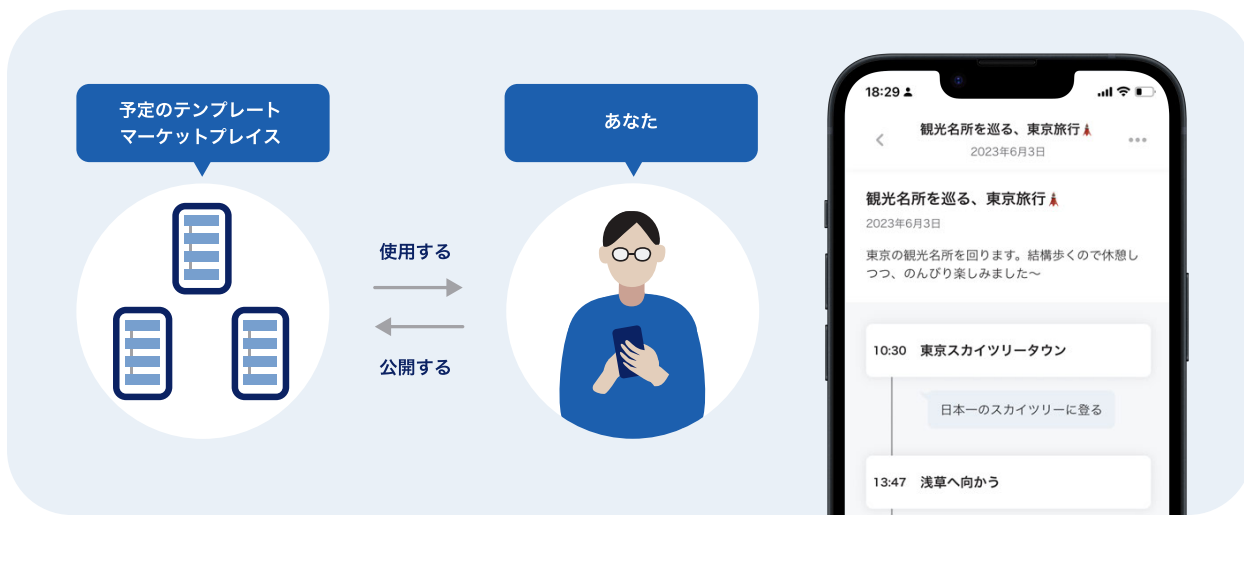 予定のテンプレート
マーケットプレイス
あなた
使用する
公開する
18:29
観光名所を巡る、東京旅行🗼
2023年6月3日
観光名所を巡る、東京旅行🗼
2023年6月3日
東京の観光名所を回ります。結構歩くので休憩し
つつ、のんびり楽しみました〜
10:30 東京スカイツリータウン
日本一のスカイツリーに登る
13:47 浅草へ向かう